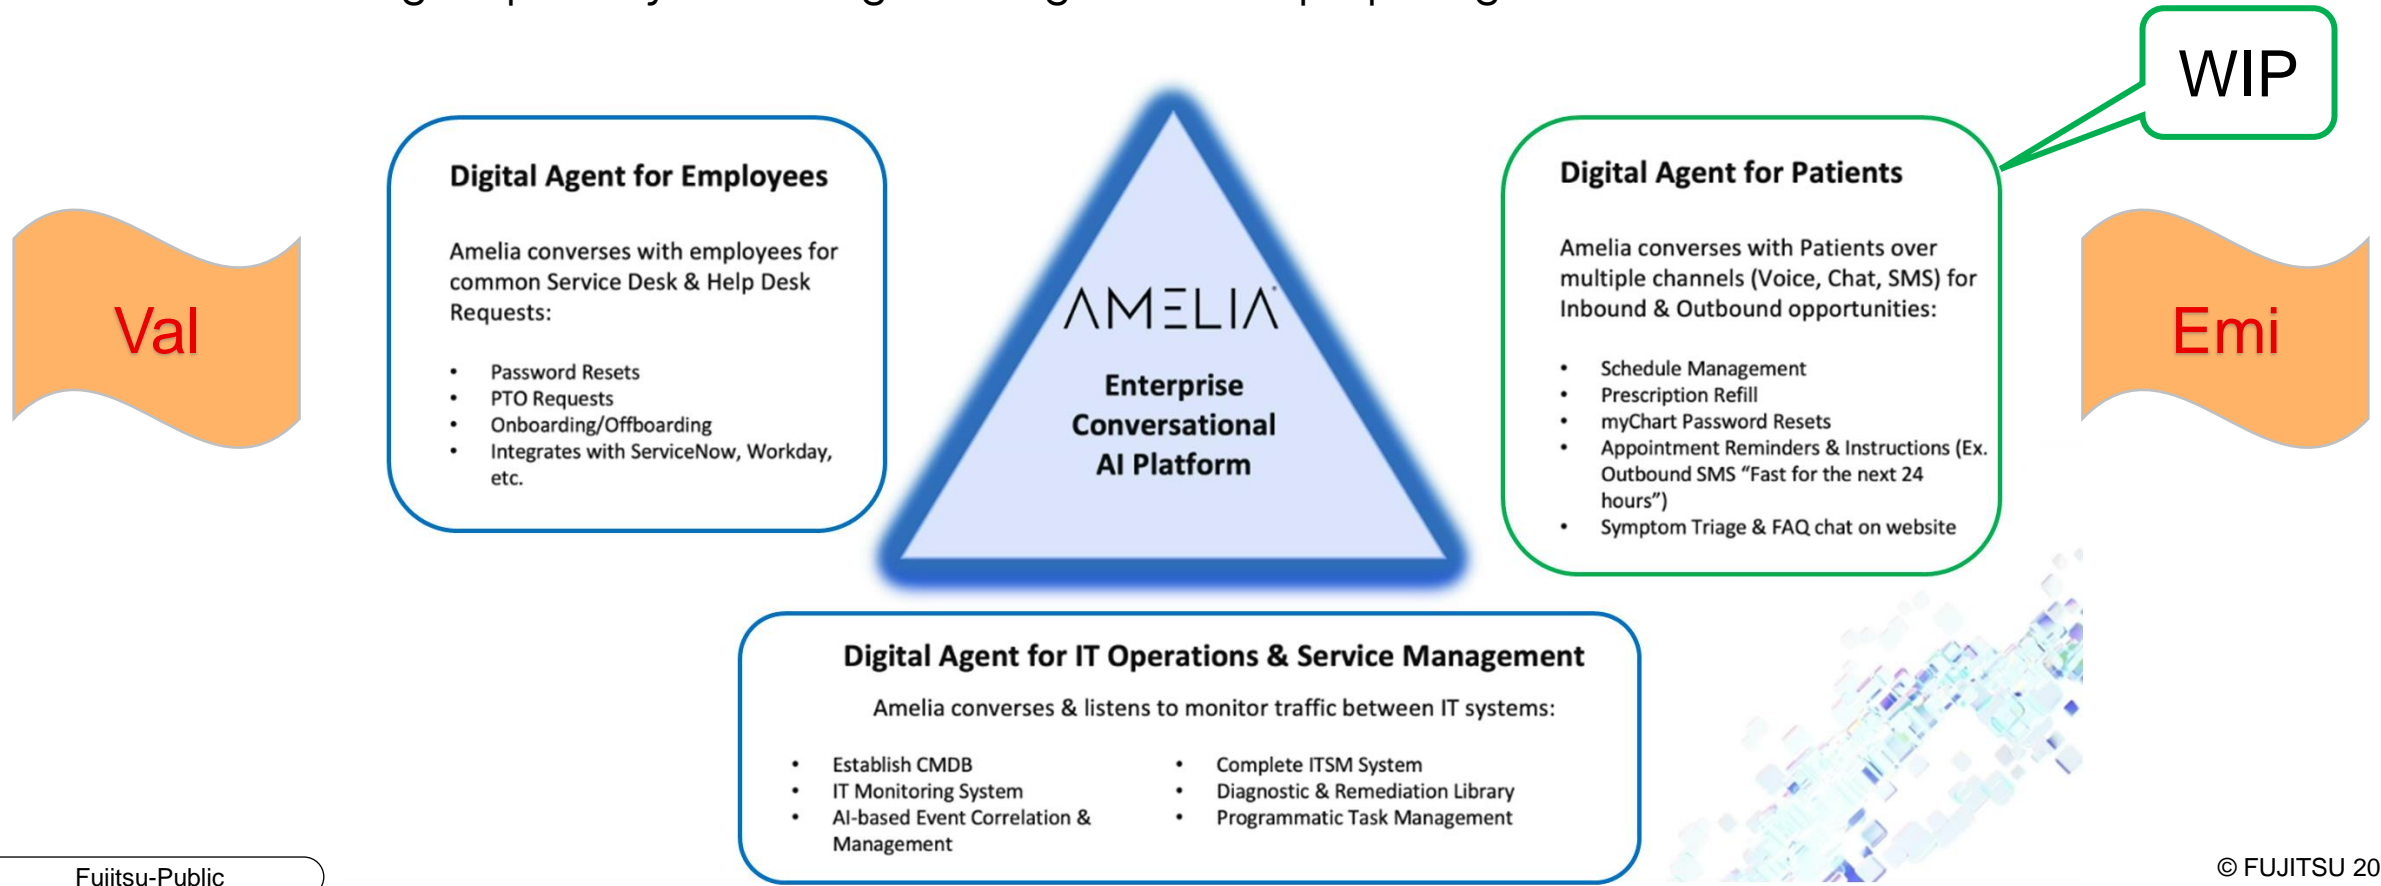 WIP
Digital Agent for Employees
Amelia converses with employees for
common Service Desk & Help Desk
Requests:
• Password Resets
• PTO Requests
• Onboarding/Offboarding
• Integrates with ServiceNow, Workday,
etc.
Val
AMELIA
Enterprise
Conversational
AI Platform
Digital Agent for Patients
Amelia converses with Patients over
multiple channels (Voice, Chat, SMS) for
Inbound & Outbound opportunities:
• Schedule Management
• Prescription Refill
• myChart Password Resets
• Appointment Reminders & Instructions (Ex.
Outbound SMS “Fast for the next 24
hours”)
• Symptom Triage & FAQ chat on website
Emi
Digital Agent for IT Operations & Service Management
Amelia converses & listens to monitor traffic between IT systems:
• Establish CMDB
• IT Monitoring System
• AI-based Event Correlation &
Management
• Complete ITSM System
• Diagnostic & Remediation Library
• Programmatic Task Management
Fujitsu-Public
© FUJITSU 20